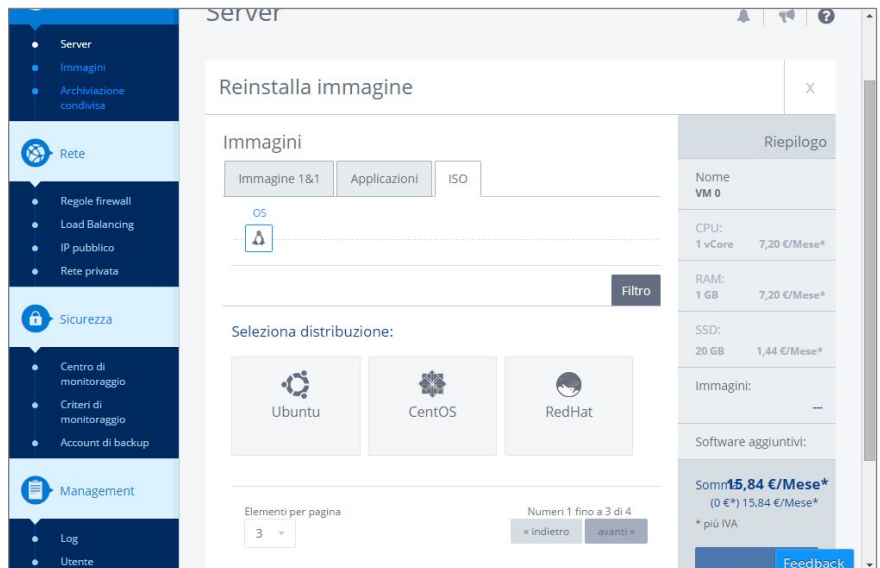 Server
Server
Immagini
Archiviazione
condivisa
Rete
Regole firewall
Load Balancing
IP pubblico
Rete privata
Sicurezza
Centro di
monitoraggio
Criteri di
monitoraggio
Account di backup
Management
Log
Utente
Reinstalla immagine
X
Immagini
Immagine 1&1
Applicazioni
ISO
OS
Filtro
Seleziona distribuzione:
Ubuntu
CentOS
RedHat
Elementi per pagina
3
Numeri 1 fino a 3 di 4
« indietro
avanti »
Riepilogo
Nome
VM 0
CPU:
1 vCore 7,20 €/Mese*
RAM:
1 GB 7,20 €/Mese*
SSD:
20 GB 1,44 €/Mese*
Immagini:
---
Software aggiuntivi:
15,84 €/Mese*
(0 €*) 15,84 €/Mese*
* più IVA
Feedback